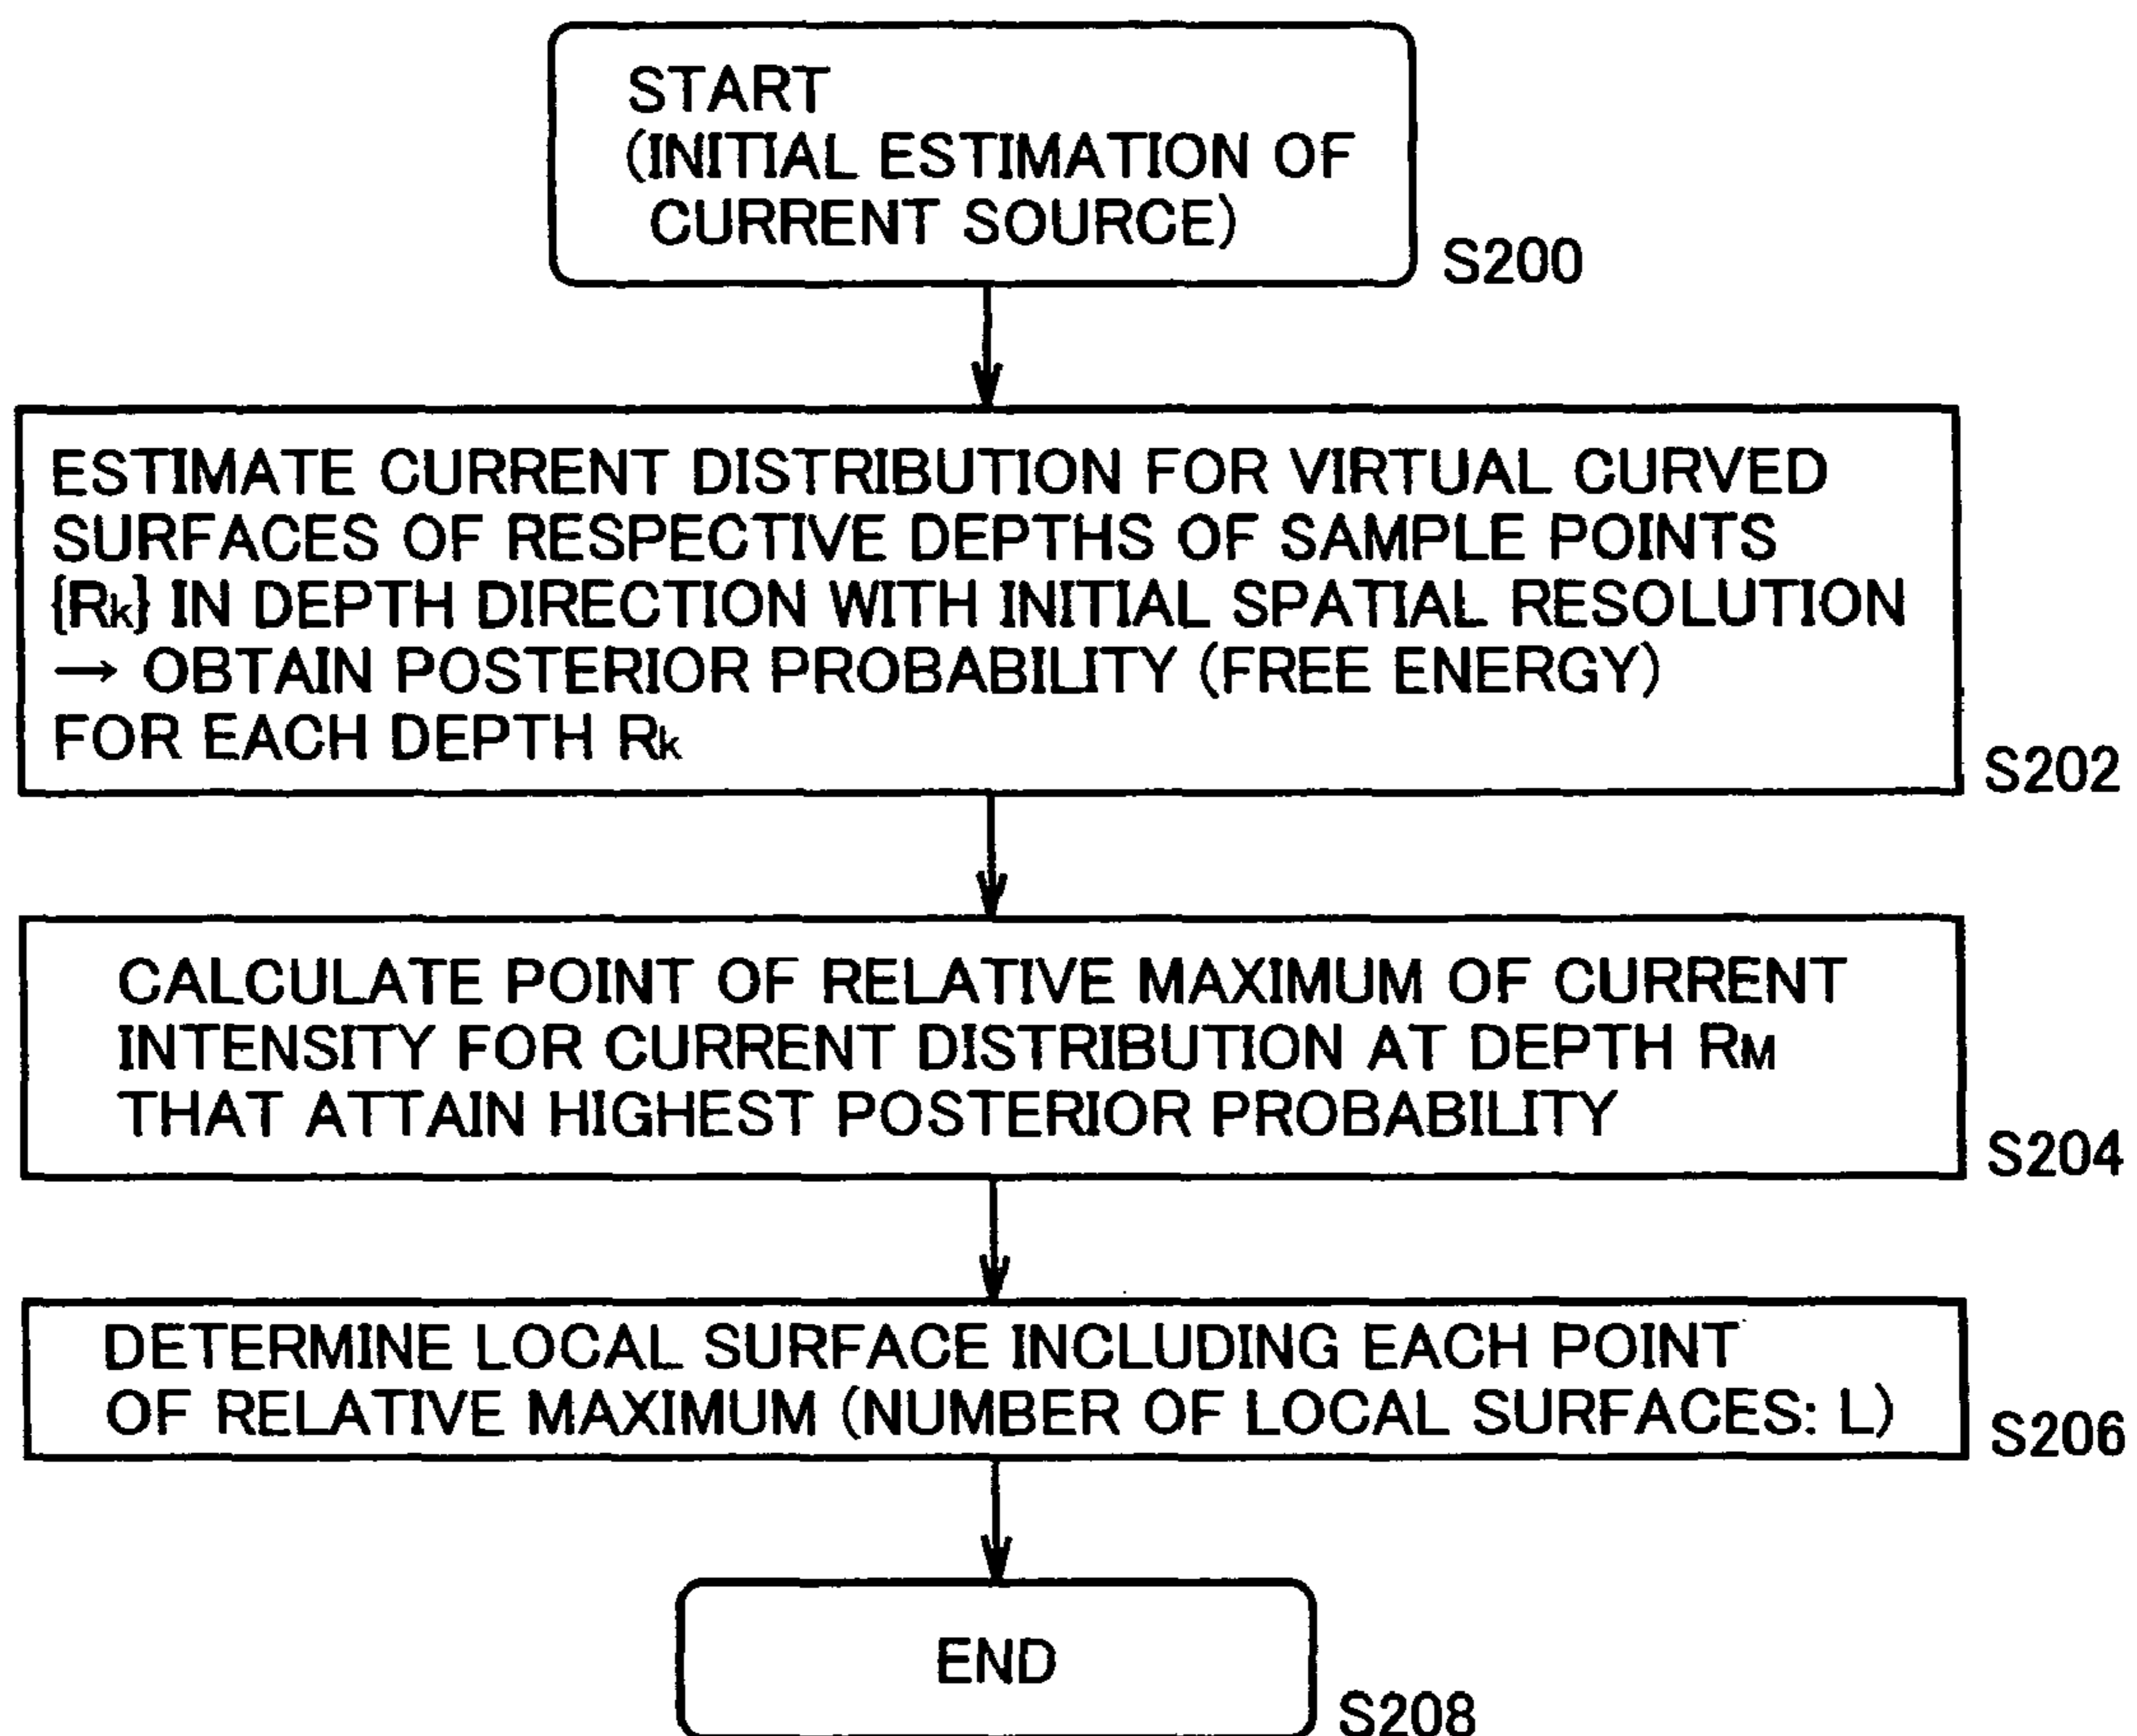 START
(INITIAL ESTIMATION OF
CURRENT SOURCE)
S200
ESTIMATE CURRENT DISTRIBUTION FOR VIRTUAL CURVED
SURFACES OF RESPECTIVE DEPTHS OF SAMPLE POINTS
{Rk} IN DEPTH DIRECTION WITH INITIAL SPATIAL RESOLUTION
→ OBTAIN POSTERIOR PROBABILITY (FREE ENERGY)
FOR EACH DEPTH Rk
S202
CALCULATE POINT OF RELATIVE MAXIMUM OF CURRENT
INTENSITY FOR CURRENT DISTRIBUTION AT DEPTH RM
THAT ATTAIN HIGHEST POSTERIOR PROBABILITY
S204
DETERMINE LOCAL SURFACE INCLUDING EACH POINT
OF RELATIVE MAXIMUM (NUMBER OF LOCAL SURFACES: L)
S206
END
S208